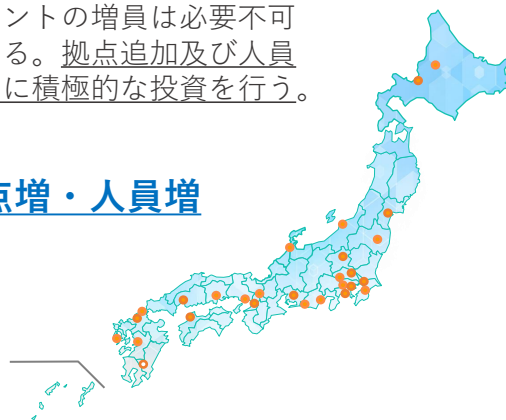 ントの増員は必要不可
る。拠点追加及び人員
に積極的な投資を行う。
点増・人員増